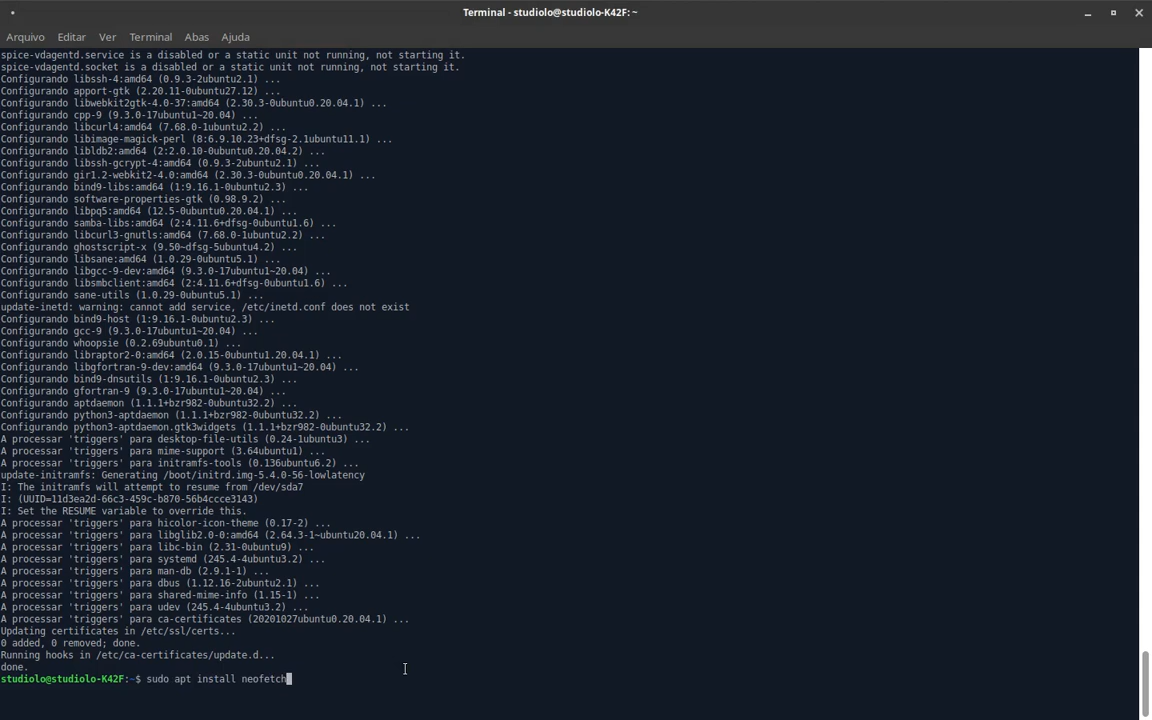 Terminal - studiolo@studiolo-K42F: ~
Arquivo Editar Ver Terminal Abas Ajuda
spice-vdagentd.service is a disabled or a static unit not running, not starting it.
spice-vdagentd.socket is a disabled or a static unit not running, not starting it.
Configurando libssh-4:amd64 (0.9.3-2ubuntu2.1) ...
Configurando apport-gtk (2.20.11-0ubuntu27.12) ...
Configurando libwebkit2gtk-4.0-37:amd64 (2.30.3-0ubuntu0.20.04.1) ...
Configurando cpp-9 (9.3.0-17ubuntu1~20.04) ...
Configurando libcurl4:amd64 (7.68.0-1ubuntu2.2) ...
Configurando libimage-magick-perl (8:6.9.10.23+dfsg-2.1ubuntu11.1) ...
Configurando libldb2:amd64 (2:2.0.10-0ubuntu0.20.04.2) ...
Configurando libssh-gcrypt-4:amd64 (0.9.3-2ubuntu2.1) ...
Configurando gir1.2-webkit2-4.0:amd64 (2.30.3-0ubuntu0.20.04.1) ...
Configurando bind9-libs:amd64 (1:9.16.1-0ubuntu2.3) ...
Configurando software-properties-gtk (0.98.9.2) ...
Configurando libpq5:amd64 (12.5-0ubuntu0.20.04.1) ...
Configurando samba-libs:amd64 (2:4.11.6+dfsg-0ubuntu1.6) ...
Configurando libcurl3-gnutls:amd64 (7.68.0-1ubuntu2.2) ...
Configurando ghostscript-x (9.50~dfsg-5ubuntu4.2) ...
Configurando libsane:amd64 (1.0.29-0ubuntu5.1) ...
Configurando libgcc-9-dev:amd64 (9.3.0-17ubuntu1~20.04) ...
Configurando libsmbclient:amd64 (2:4.11.6+dfsg-0ubuntu1.6) ...
Configurando sane-utils (1.0.29-0ubuntu5.1) ...
update-inetd: warning: cannot add service, /etc/inetd.conf does not exist
Configurando bind9-host (1:9.16.1-0ubuntu2.3) ...
Configurando gcc-9 (9.3.0-17ubuntu1~20.04) ...
Configurando whoopsie (0.2.69ubuntu0.1) ...
Configurando libraptor2-0:amd64 (2.0.15-0ubuntu1.20.04.1) ...
Configurando libgfortran-9-dev:amd64 (9.3.0-17ubuntu1~20.04) ...
Configurando bind9-dnsutils (1:9.16.1-0ubuntu2.3) ...
Configurando gfortran-9 (9.3.0-17ubuntu1~20.04) ...
Configurando aptdaemon (1.1.1+bzr982-0ubuntu32.2) ...
Configurando python3-aptdaemon (1.1.1+bzr982-0ubuntu32.2) ...
Configurando python3-aptdaemon.gtk3widgets (1.1.1+bzr982-0ubuntu32.2) ...
A processar 'triggers' para desktop-file-utils (0.24-1ubuntu3) ...
A processar 'triggers' para mime-support (3.64ubuntu1) ...
A processar 'triggers' para initramfs-tools (0.136ubuntu6.2) ...
update-initramfs: Generating /boot/initrd.img-5.4.0-56-lowlatency
I: The initramfs will attempt to resume from /dev/sda7
I: (UUID=11d3ea2d-66c3-459c-b870-56b4ccce3143)
I: Set the RESUME variable to override this.
A processar 'triggers' para hicolor-icon-theme (0.17-2) ...
A processar 'triggers' para libglib2.0-0:amd64 (2.64.3-1~ubuntu20.04.1) ...
A processar 'triggers' para libc-bin (2.31-0ubuntu9) ...
A processar 'triggers' para systemd (245.4-4ubuntu3.2) ...
A processar 'triggers' para man-db (2.9.1-1) ...
A processar 'triggers' para dbus (1.12.16-2ubuntu2.1) ...
A processar 'triggers' para shared-mime-info (1.15-1) ...
A processar 'triggers' para udev (245.4-4ubuntu3.2) ...
A processar 'triggers' para ca-certificates (20201027ubuntu0.20.04.1) ...
Updating certificates in /etc/ssl/certs...
0 added, 0 removed; done.
Running hooks in /etc/ca-certificates/update.d...
done.
studiolo@studiolo-K42F:~$ sudo apt install neofetch